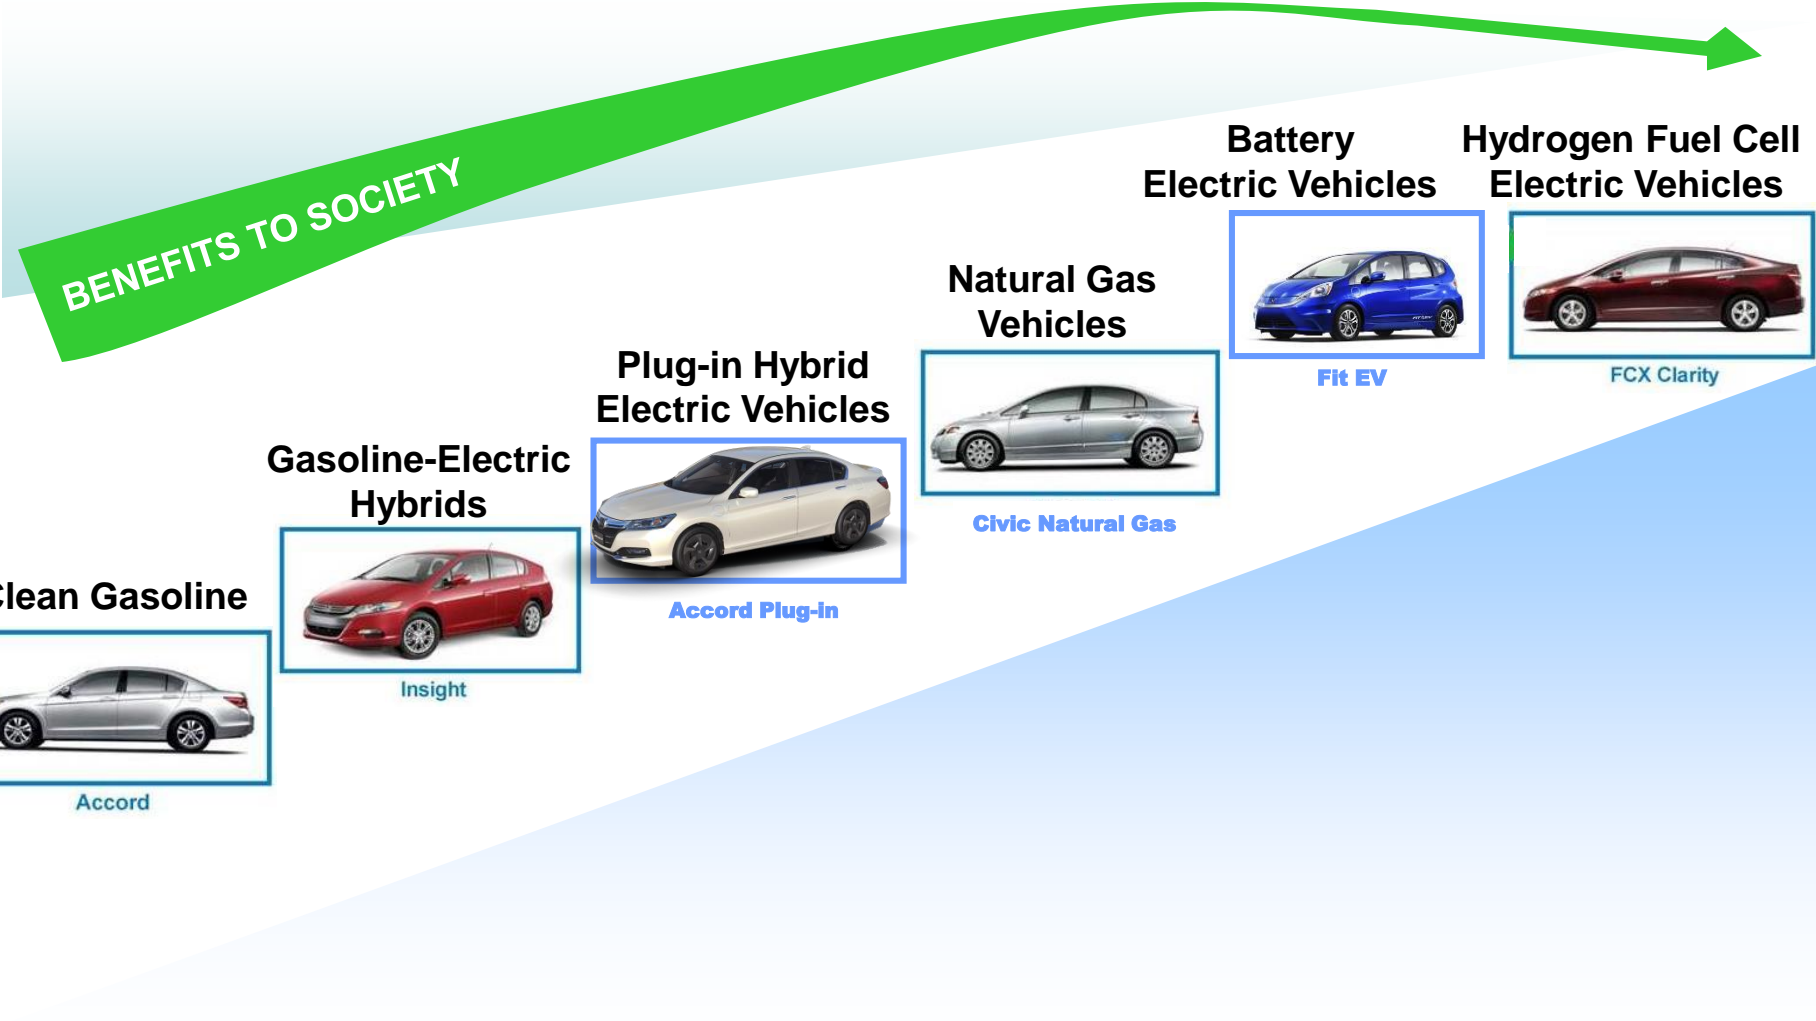 BENEFITS TO SOCIETY
Battery
Electric Vehicles
Hydrogen Fuel Cell
Electric Vehicles
Fit EV
FCX Clarity
Natural Gas
Vehicles
Civic Natural Gas
Plug-in Hybrid
Electric Vehicles
Accord Plug-in
Gasoline-Electric
Hybrids
Insight
Clean Gasoline
Accord